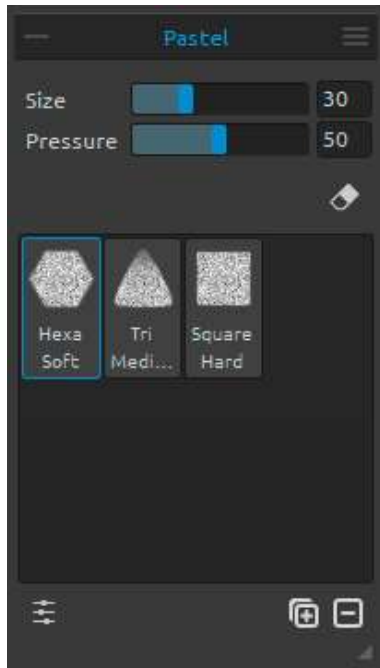 Pastel
Size 30
Pressure 50
Hexa Soft
Tri Medi...
Square Hard